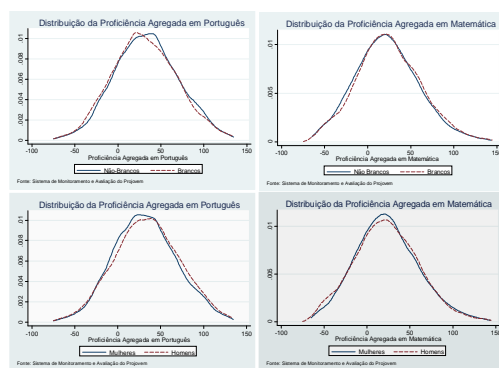 Distribuição da Proficiência Agregada em Português
.01
.008
.006
.004
.002
0
-100 -50 0 50 100 150
Proficiência Agregada em Português
Não-Brancos Brancos
Fonte: Sistema de Monitoramento e Avaliação do Projovem
Distribuição da Proficiência Agregada em Matemática
.01
.005
0
-100 -50 0 50 100 150
Proficiência Agregada em Matemática
Não Brancos Brancos
Fonte: Sistema de Monitoramento e Avaliação do Projovem
Distribuição da Proficiência Agregada em Português
.01
.008
.006
.004
.002
0
-100 -50 0 50 100 150
Proficiência Agregada em Português
Mulheres Homens
Fonte: Sistema de Monitoramento e Avaliação do Projovem
Distribuição da Proficiência Agregada em Matemática
.01
.005
0
-100 -50 0 50 100 150
Proficiência Agregada em Matemática
Mulheres Homens
Fonte: Sistema de Monitoramento e Avaliação do Projovem